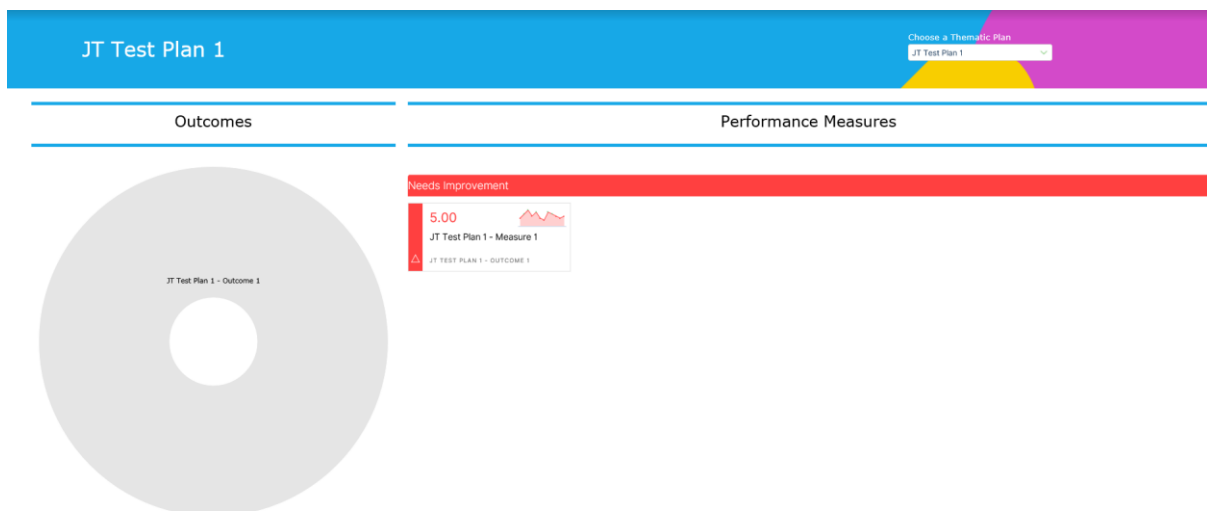 JT Test Plan 1
Choose a Thematic Plan
JT Test Plan 1
Outcomes
Performance Measures
JT Test Plan 1 - Outcome 1
Needs Improvement
5.00
JT Test Plan 1 - Measure 1
JT TEST PLAN 1 - OUTCOME 1